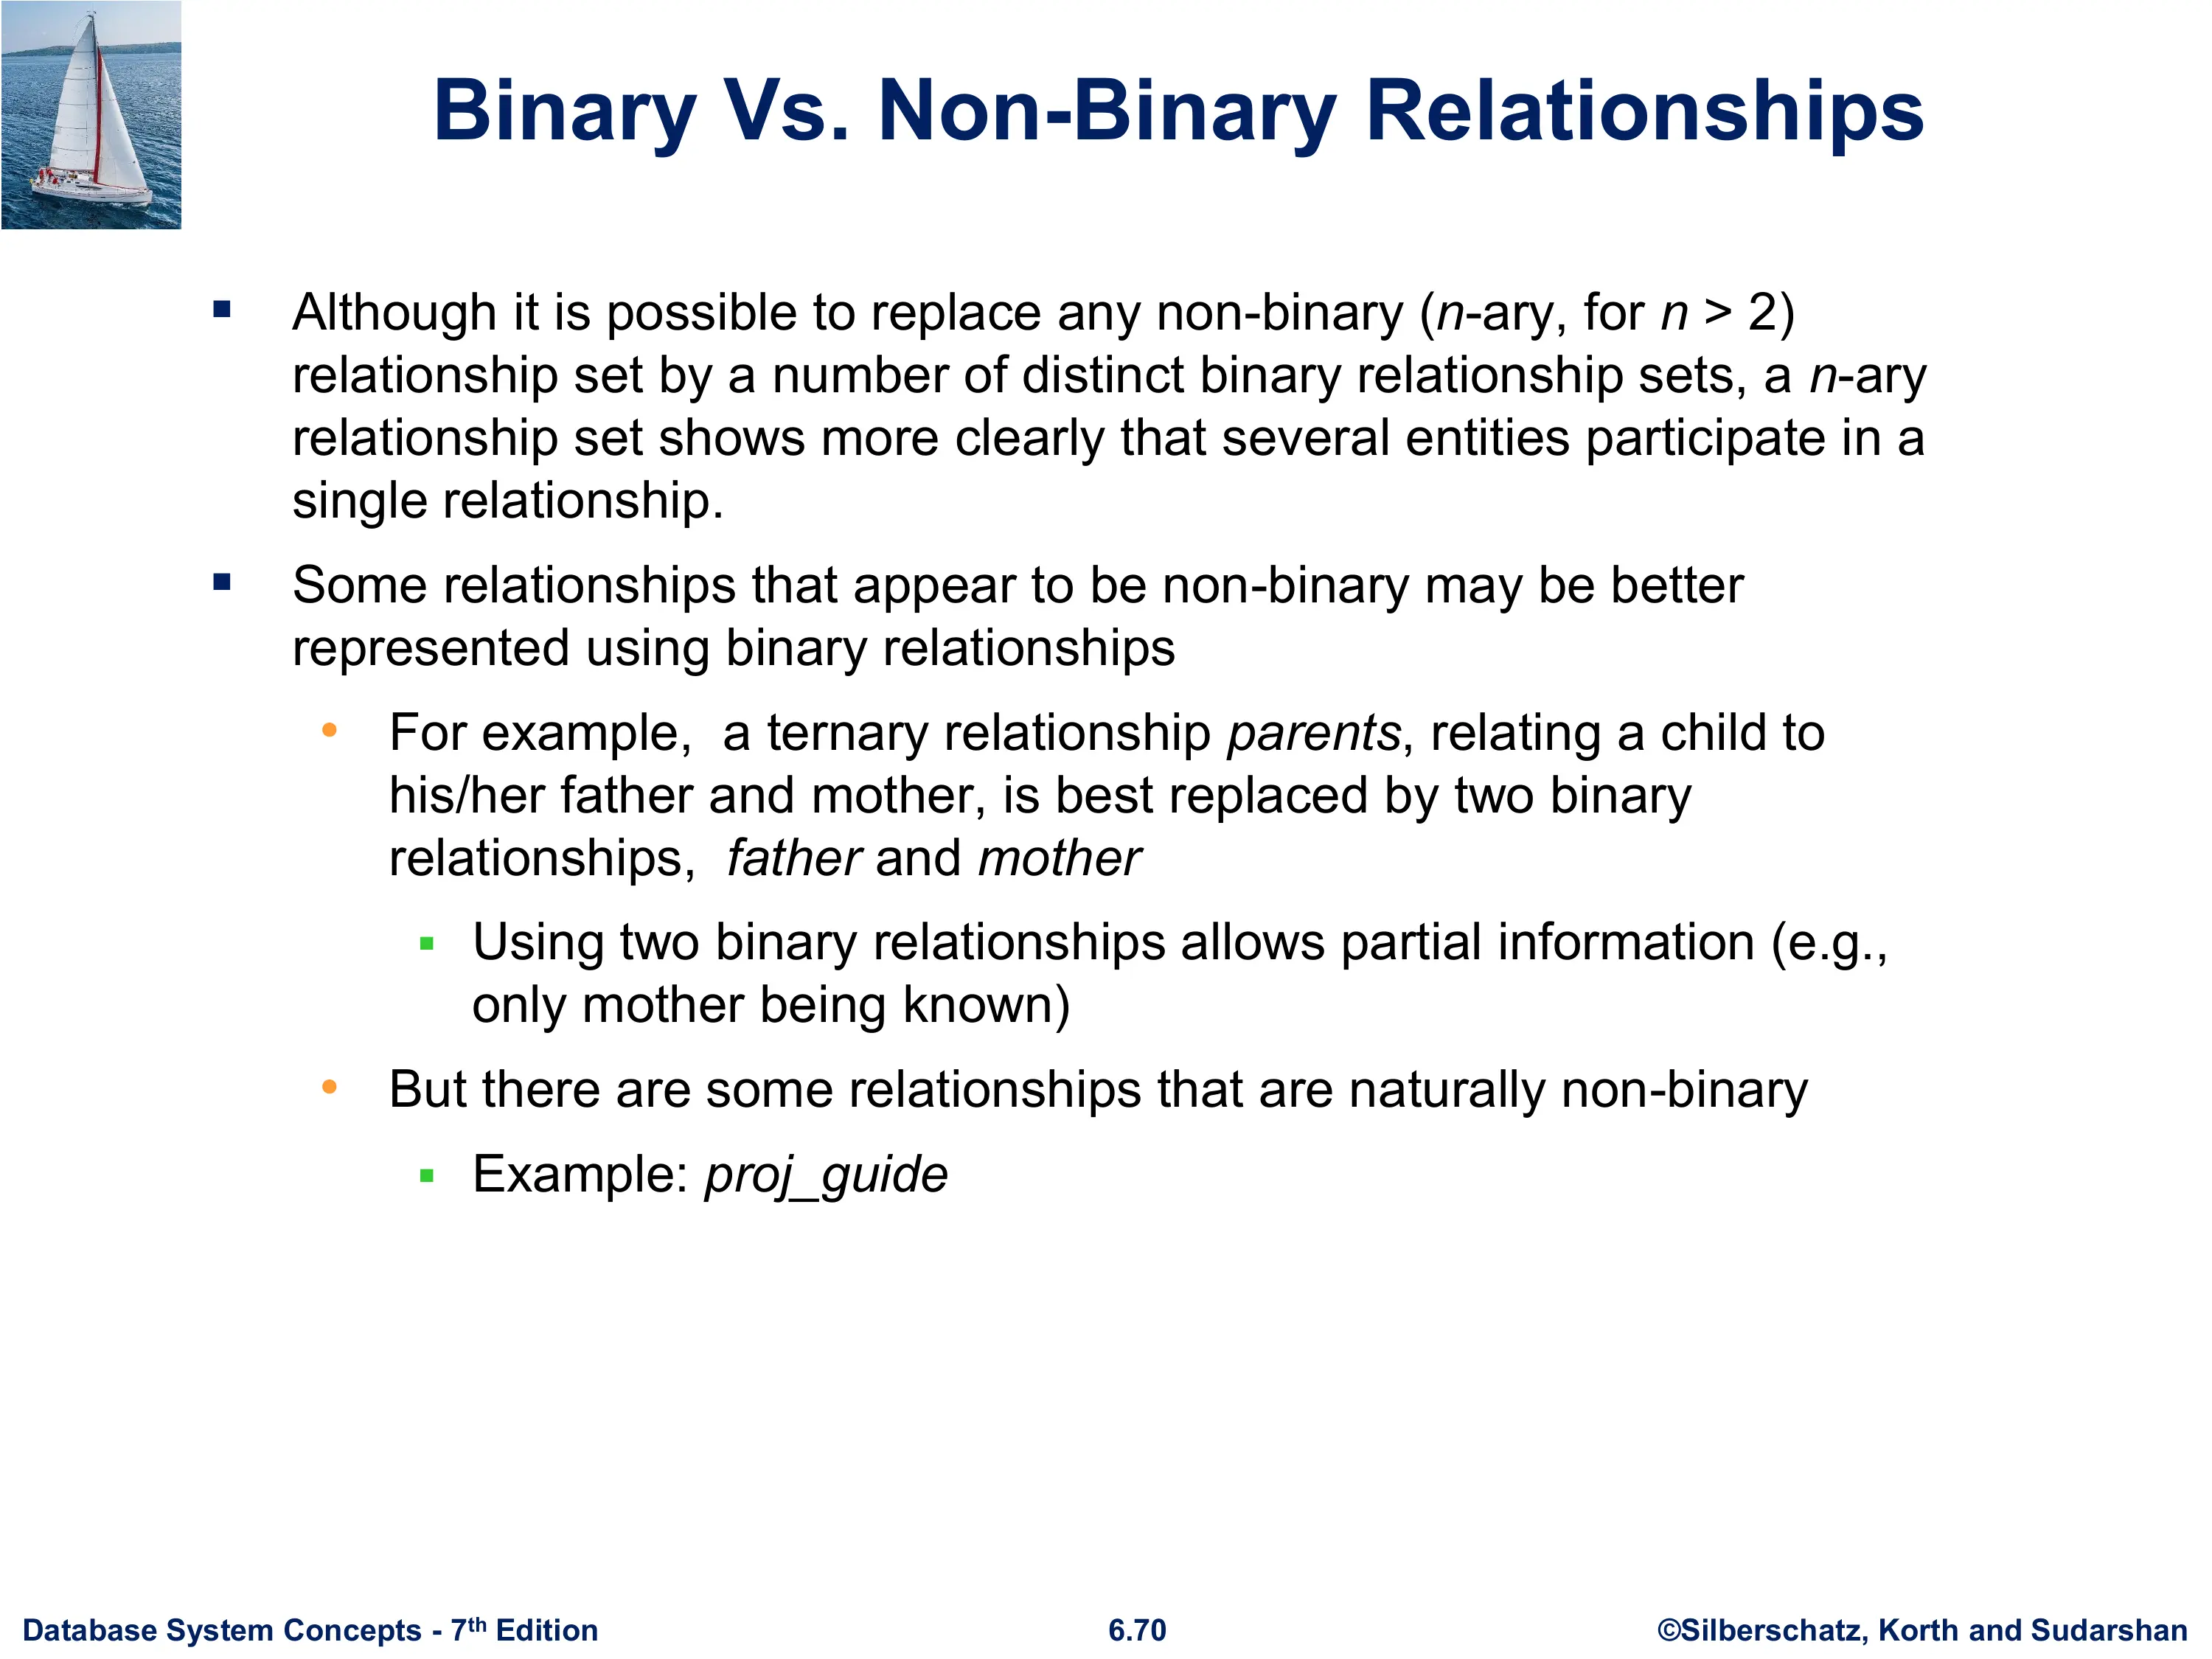 Binary Vs. Non-Binary Relationships
▪ Although it is possible to replace any non-binary (n-ary, for n > 2)
relationship set by a number of distinct binary relationship sets, a n-ary
relationship set shows more clearly that several entities participate in a
single relationship.
▪ Some relationships that appear to be non-binary may be better
represented using binary relationships
• For example,  a ternary relationship parents, relating a child to
his/her father and mother, is best replaced by two binary
relationships,  father and mother
▪ Using two binary relationships allows partial information (e.g.,
only mother being known)
• But there are some relationships that are naturally non-binary
▪ Example: proj_guide
Database System Concepts - 7th Edition
6.70
©Silberschatz, Korth and Sudarshan